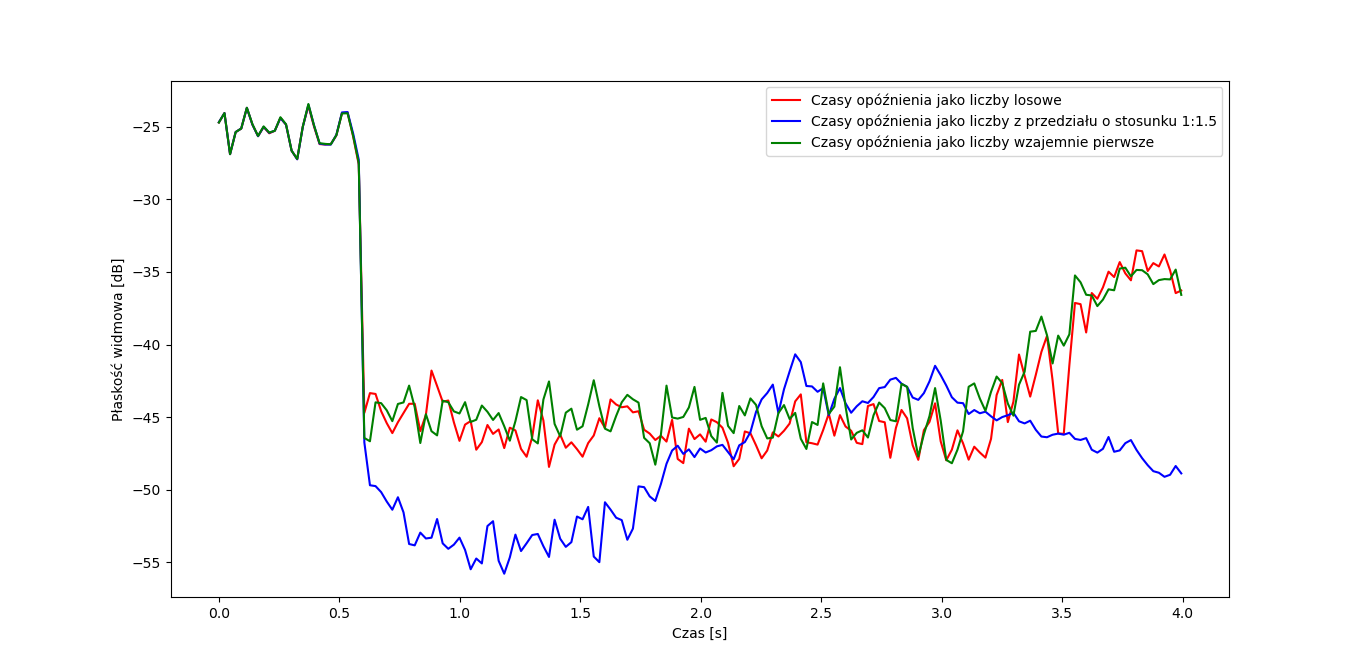 Czasy opóźnienia jako liczby losowe
Czasy opóźnienia jako liczby z przedziału o stosunku 1:1.5
Czasy opóźnienia jako liczby wzajemnie pierwsze
Płaskość widmowa [dB]
−25
−30
−35
−40
−45
−50
−55
0.0 0.5 1.0 1.5 2.0 2.5 3.0 3.5 4.0
Czas [s]